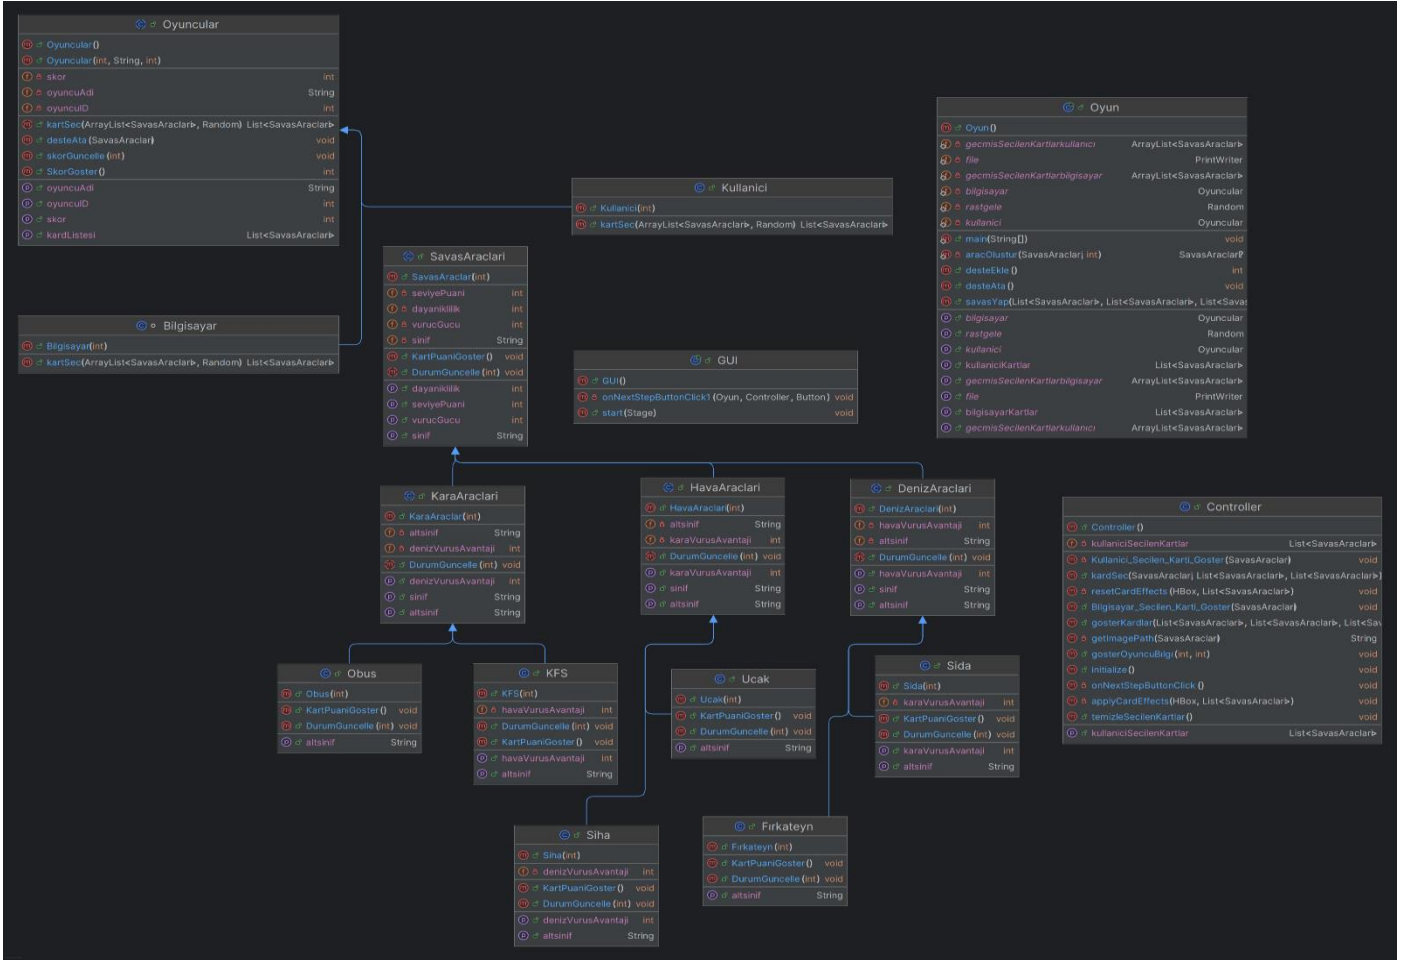 Oyuncular
Oyuncular()
Oyuncular(int, String, int)
skor int
oyuncuAdi String
oyuncuID int
kartSec(ArrayList<SavasAraclari>, Random) List<SavasAraclari>
desteAta(SavasAraclari) void
skorGuncelle(int) void
SkorGoster() int
oyuncuAdi String
oyuncuID int
skor int
kardListesi List<SavasAraclari>
Bilgisayar
Bilgisayar(int)
kartSec(ArrayList<SavasAraclari>, Random) List<SavasAraclari>
Kullanici
Kullanici(int)
kartSec(ArrayList<SavasAraclari>, Random) List<SavasAraclari>
SavasAraclari
SavasAraclar(int)
seviyePuani int
dayaniklilik int
vurucGucu int
sinif String
KartPuaniGoster() void
DurumGuncelle(int) void
dayaniklilik int
seviyePuani int
vurucGucu int
sinif String
GUI
GUI()
onNextStepButtonClick1(Oyun, Controller, Button) void
start(Stage) void
Oyun
Oyun()
gecmisSecilenKartlarkullanıcı ArrayList<SavasAraclari>
file PrintWriter
gecmisSecilenKartlarbilgisayar ArrayList<SavasAraclari>
bilgisayar Oyuncular
rastgele Random
kullanici Oyuncular
main(String[]) void
aracOlustur(SavasAraclari, int) SavasAraclari?
desteEkle() int
desteAta() void
savasYap(List<SavasAraclari>, List<SavasAraclari>, List<Savas
bilgisayar Oyuncular
rastgele Random
kullanici Oyuncular
kullaniciKartlar List<SavasAraclari>
gecmisSecilenKartlarbilgisayar ArrayList<SavasAraclari>
file PrintWriter
bilgisayarKartlar List<SavasAraclari>
gecmisSecilenKartlarkullanıcı ArrayList<SavasAraclari>
KaraAraclari
KaraAraclar(int)
altsinif String
denizVurusAvantaji int
DurumGuncelle(int) void
denizVurusAvantaji int
sinif String
altsinif String
HavaAraclari
HavaAraclari(int)
altsinif String
karaVurusAvantaji int
DurumGuncelle(int) void
karaVurusAvantaji int
sinif String
altsinif String
DenizAraclari
DenizAraclari(int)
havaVurusAvantaji int
altsinif String
DurumGuncelle(int) void
havaVurusAvantaji int
sinif String
altsinif String
Controller
Controller()
kullaniciSecilenKartlar List<SavasAraclari>
Kullanici_Secilen_Karti_Goster(SavasAraclari) void
kardSec(SavasAraclari, List<SavasAraclari>, List<SavasAraclari>)
resetCardEffects(HBox, List<SavasAraclari>) void
Bilgisayar_Secilen_Karti_Goster(SavasAraclari) void
gosterKardlar(List<SavasAraclari>, List<SavasAraclari>, List<Sav
getImagePath(SavasAraclari) String
gosterOyuncuBilgi(int, int) void
initialize() void
onNextStepButtonClick() void
applyCardEffects(HBox, List<SavasAraclari>) void
temizleSecilenKartlar() void
kullaniciSecilenKartlar List<SavasAraclari>
Obus
Obus(int)
KartPuaniGoster() void
DurumGuncelle(int) void
altsinif String
KFS
KFS(int)
havaVurusAvantaji int
DurumGuncelle(int) void
KartPuaniGoster() void
havaVurusAvantaji int
altsinif String
Ucak
Ucak(int)
KartPuaniGoster() void
DurumGuncelle(int) void
altsinif String
Sida
Sida(int)
karaVurusAvantaji int
KartPuaniGoster() void
DurumGuncelle(int) void
karaVurusAvantaji int
altsinif String
Siha
Siha(int)
denizVurusAvantaji int
KartPuaniGoster() void
DurumGuncelle(int) void
denizVurusAvantaji int
altsinif String
Fırkateyn
Fırkateyn(int)
KartPuaniGoster() void
DurumGuncelle(int) void
altsinif String